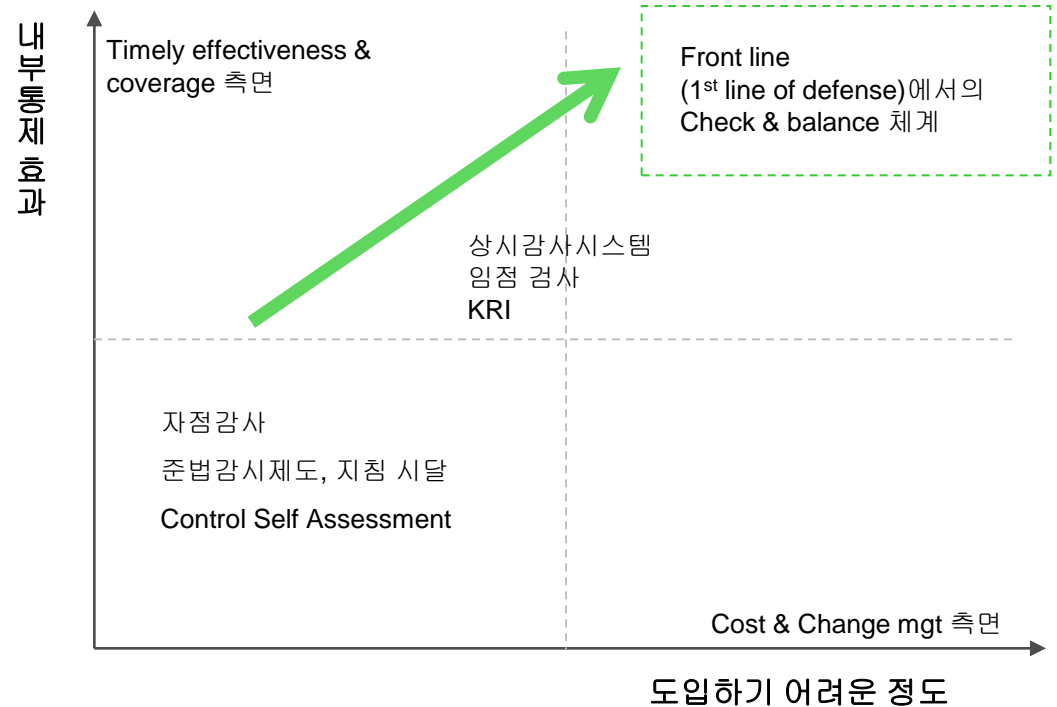 내부통제 효과
Timely effectiveness &
coverage 측면
Front line
(1st line of defense)에서의
Check & balance 체계
상시감사시스템
임점 검사
KRI
자점감사
준법감시제도, 지침 시달
Control Self Assessment
Cost & Change mgt 측면
도입하기 어려운 정도